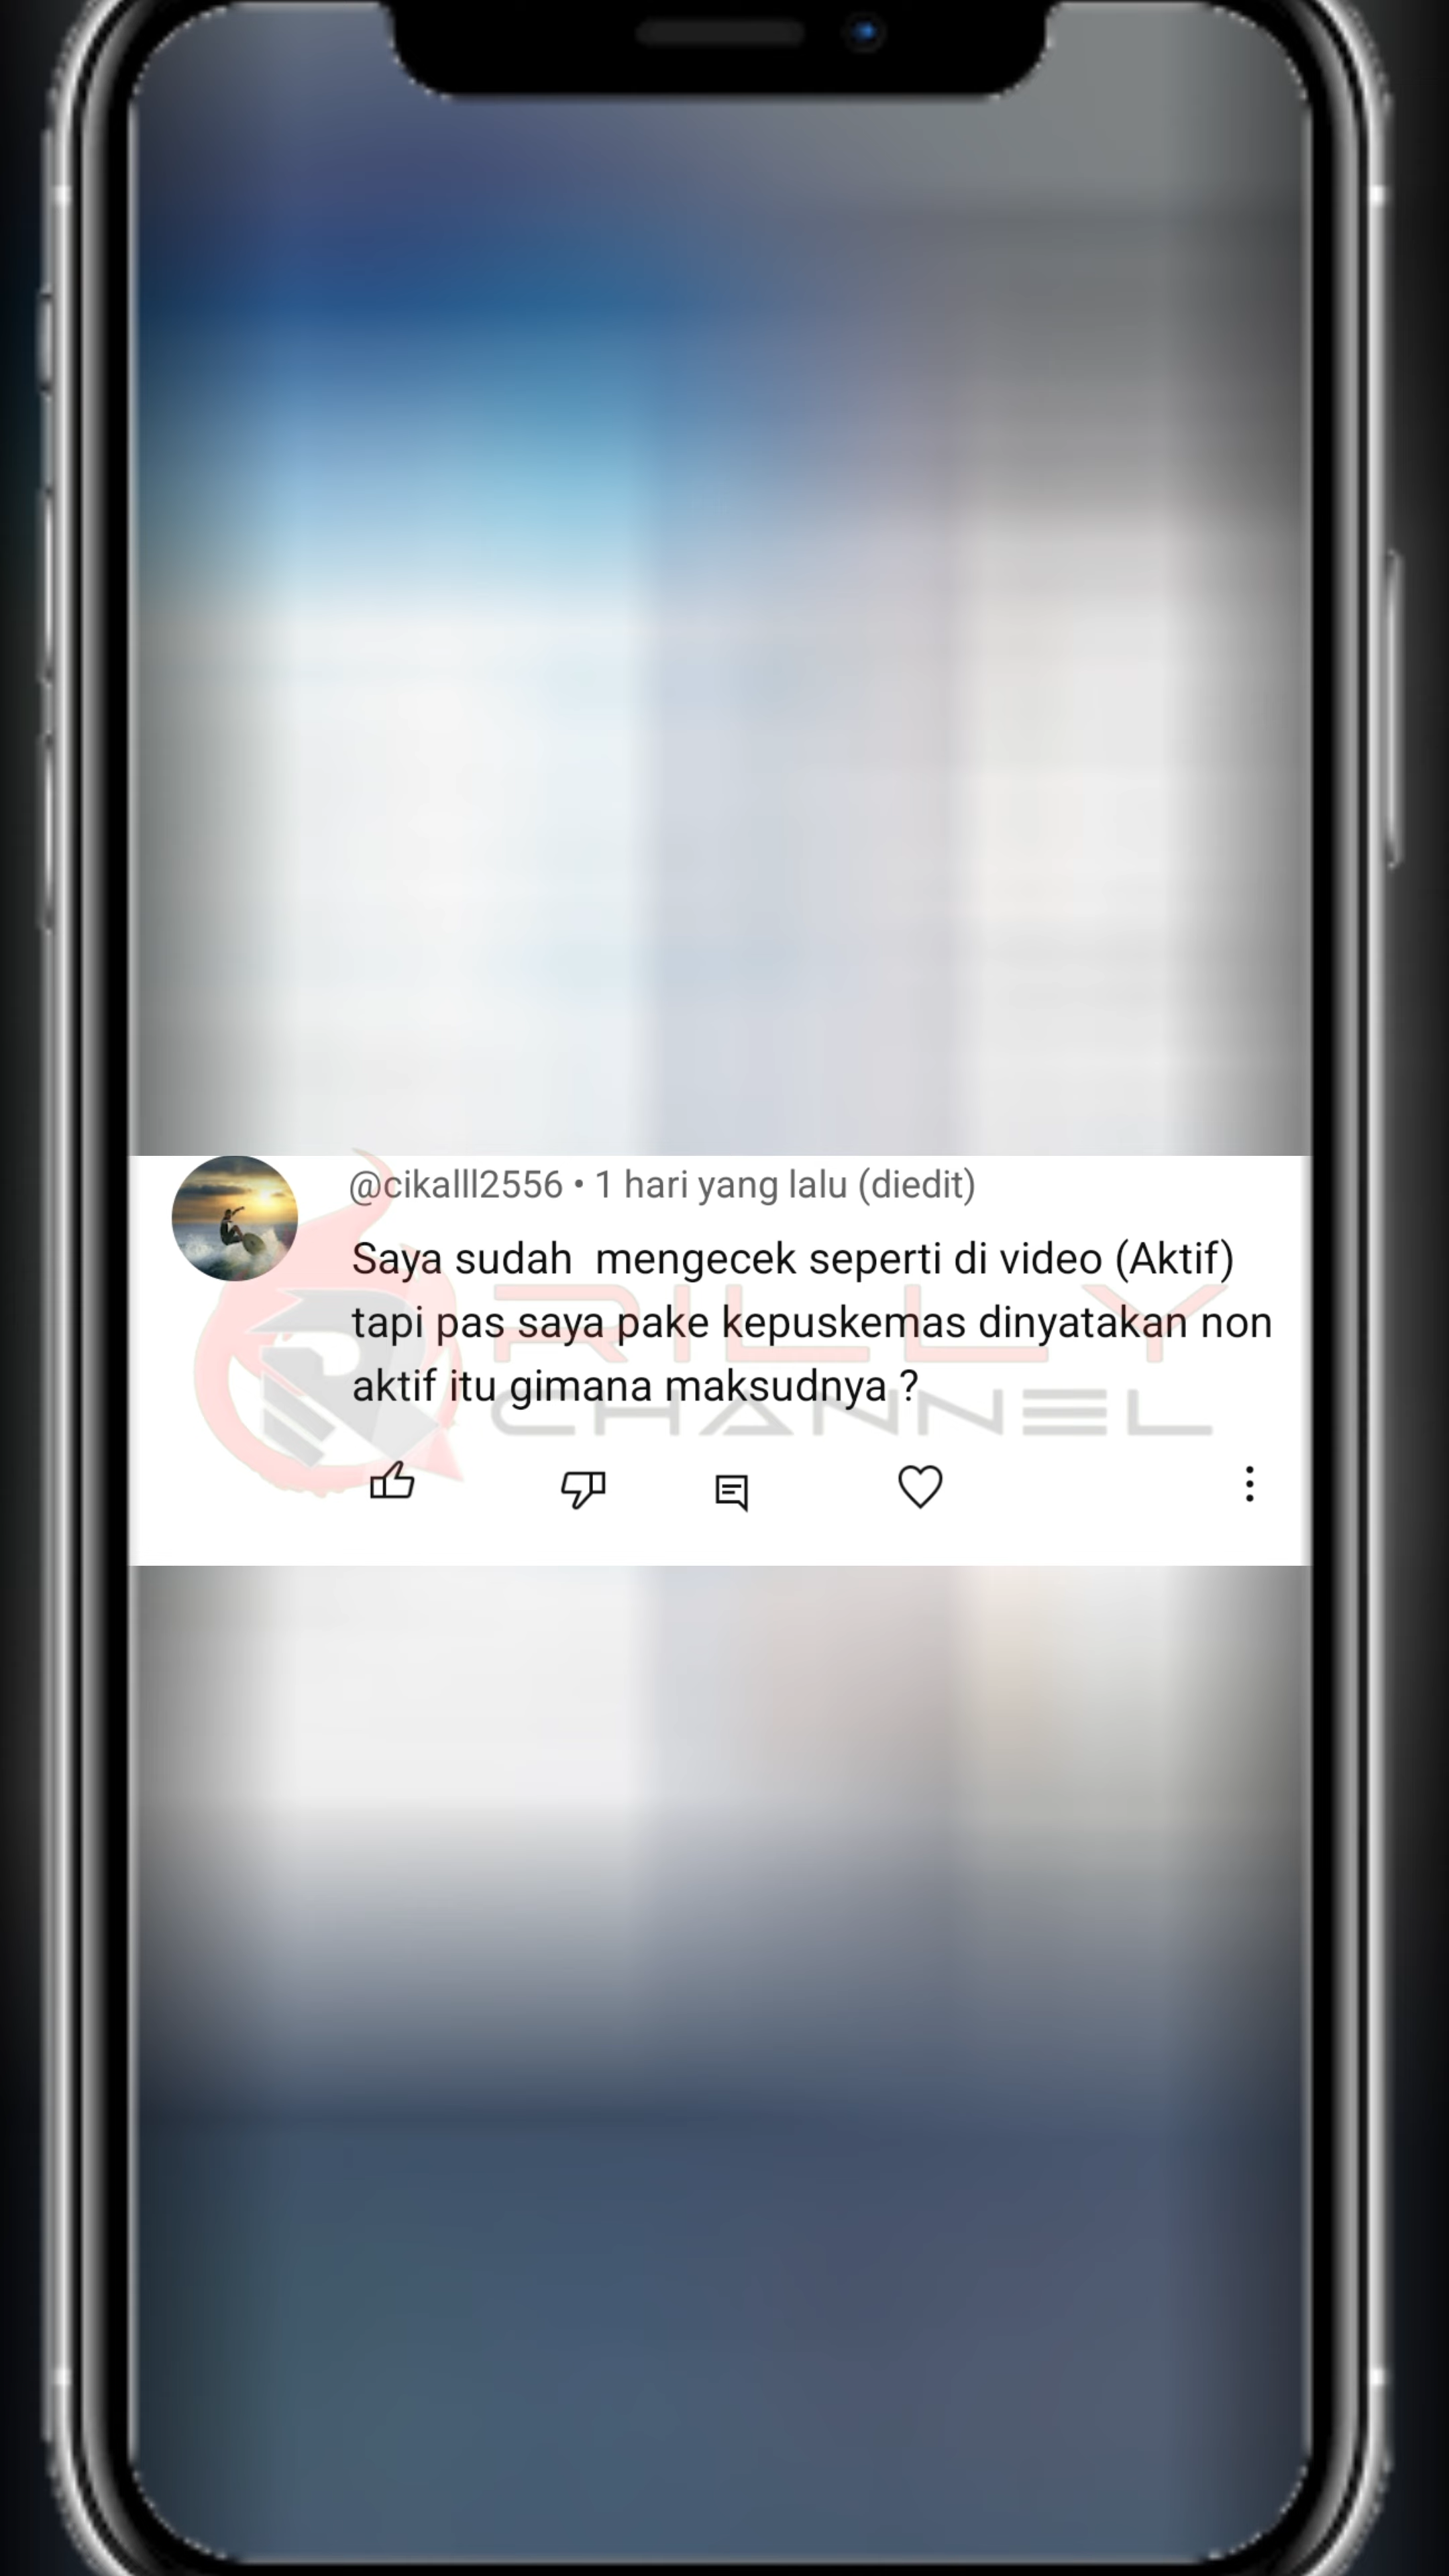 @cikalll2556 • 1 hari yang lalu (diedit)
Saya sudah  mengecek seperti di video (Aktif)
tapi pas saya pake kepuskemas dinyatakan non
aktif itu gimana maksudnya ?
RILLY
CHANNEL